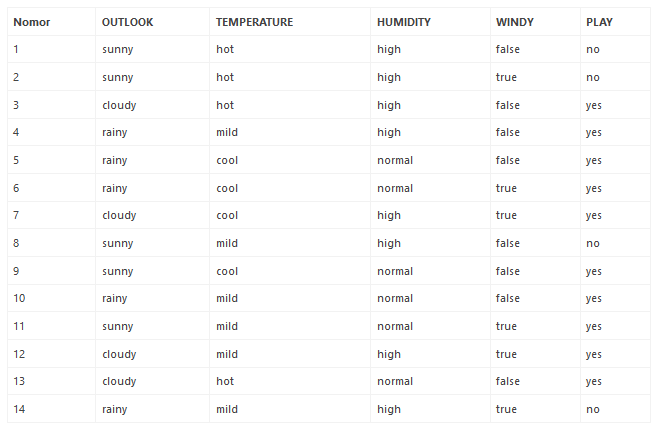 Nomor OUTLOOK TEMPERATURE HUMIDITY WINDY PLAY
1 sunny hot high false no
2 sunny hot high true no
3 cloudy hot high false yes
4 rainy mild high false yes
5 rainy cool normal false yes
6 rainy cool normal true yes
7 cloudy cool high true yes
8 sunny mild high false no
9 sunny cool normal false yes
10 rainy mild normal false yes
11 sunny mild normal true yes
12 cloudy mild high true yes
13 cloudy hot normal false yes
14 rainy mild high true no